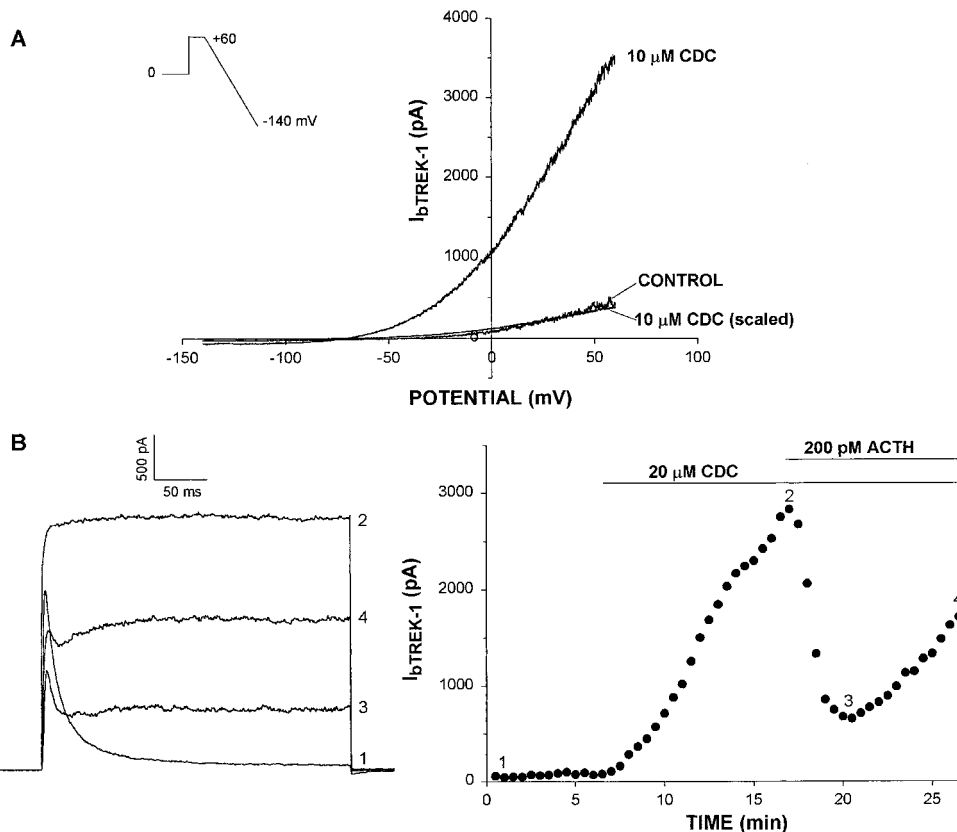 A
+60
0
-140 mV
4000
3000
2000
1000
0
I_bTREK-1 (pA)
10 μM CDC
CONTROL
10 μM CDC (scaled)
-150
-100
-50
0
50
100
POTENTIAL (mV)
B
500 pA
50 ms
2
4
3
1
200 pM ACTH
20 μM CDC
3000
2000
1000
0
I_bTREK-1 (pA)
1
2
3
4
0
5
10
15
20
25
TIME (min)